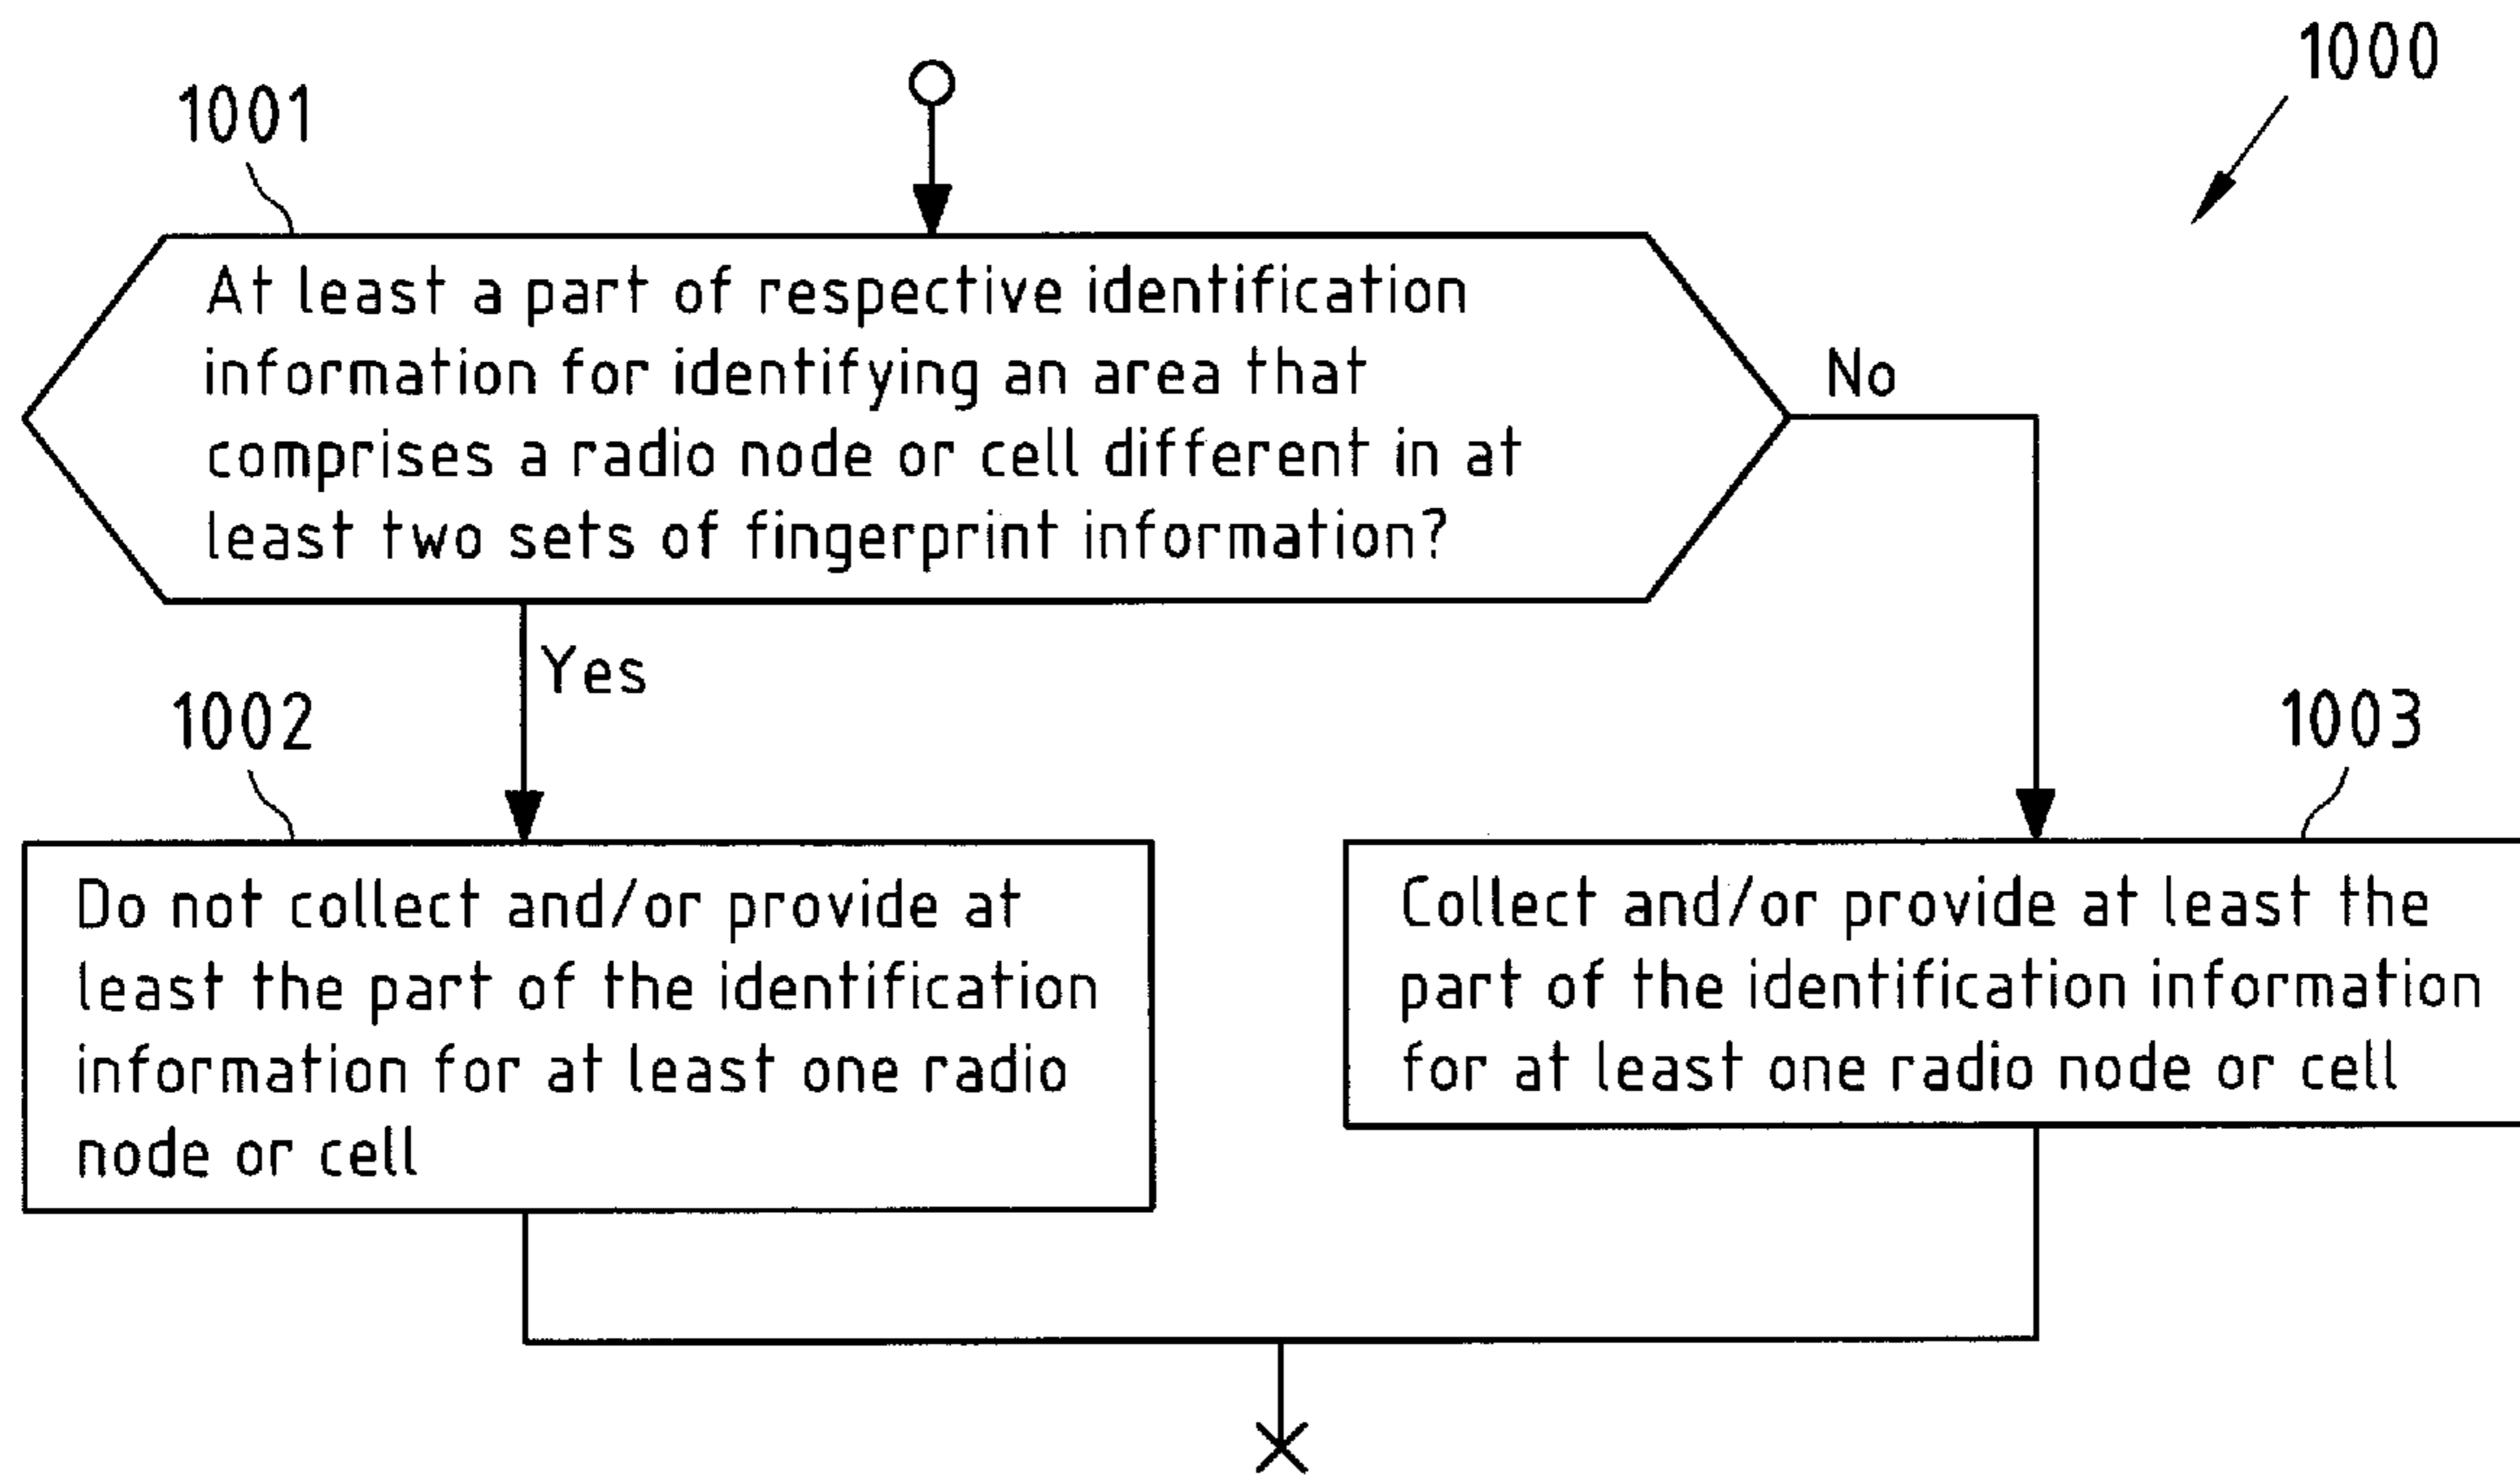 1000
1001
At least a part of respective identification
information for identifying an area that
comprises a radio node or cell different in at
least two sets of fingerprint information?
No
Yes
1002
Do not collect and/or provide at
least the part of the identification
information for at least one radio
node or cell
1003
Collect and/or provide at least the
part of the identification information
for at least one radio node or cell